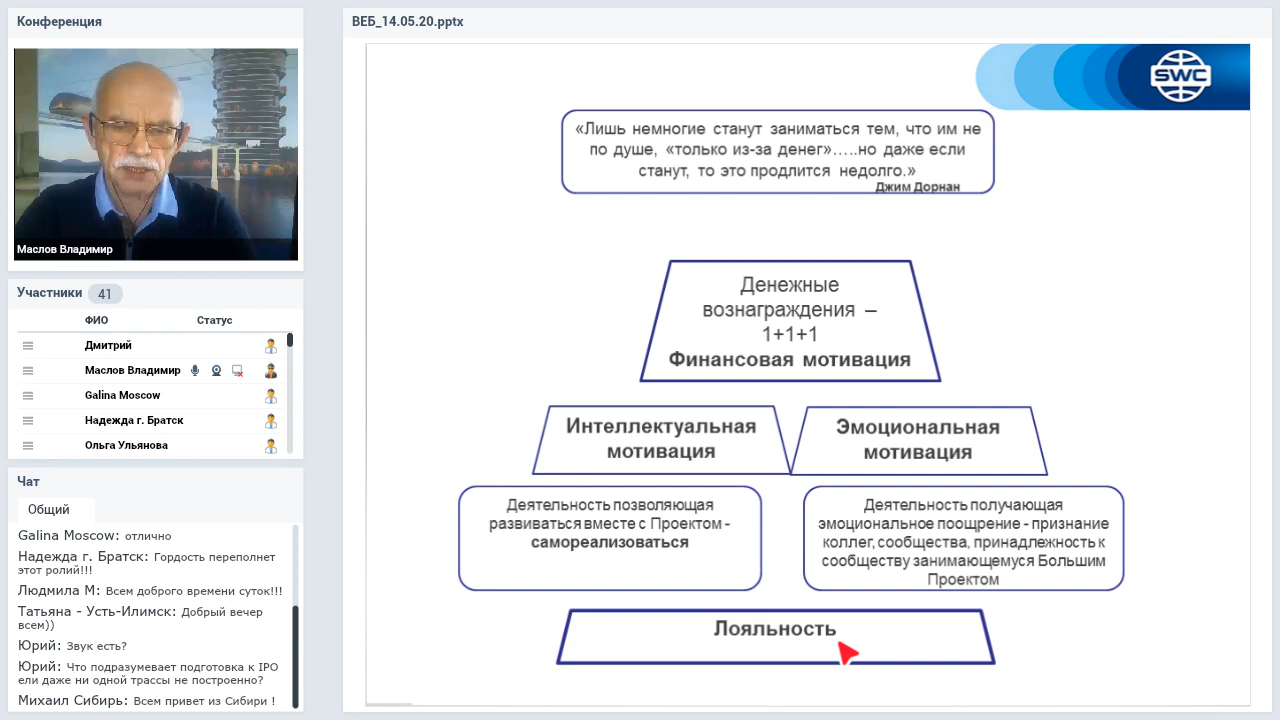 Конференция
Маслов Владимир
Участники 41
ФИО Статус
Дмитрий
Маслов Владимир
Galina Moscow
Надежда г. Братск
Ольга Ульянова
Чат
Общий
Galina Moscow: отлично
Надежда г. Братск: Гордость переполнет
этот ролий!!!
Людмила М: Всем доброго времени суток!!!
Татьяна - Усть-Илимск: Добрый вечер
всем))
Юрий: Звук есть?
Юрий: Что подразумевает подготовка к IPO
ели даже ни одной трассы не построенно?
Михаил Сибирь: Всем привет из Сибири !
ВЕБ_14.05.20.pptx
SWC
«Лишь немногие станут заниматься тем, что им не
по душе, «только из-за денег»…..но даже если
станут, то это продлится недолго.»
Джим Дорнан
Денежные
вознаграждения –
1+1+1
Финансовая мотивация
Интеллектуальная
мотивация
Эмоциональная
мотивация
Деятельность позволяющая
развиваться вместе с Проектом -
самореализоваться
Деятельность получающая
эмоциональное поощрение - признание
коллег, сообщества, принадлежность к
сообществу занимающемуся Большим
Проектом
Лояльность